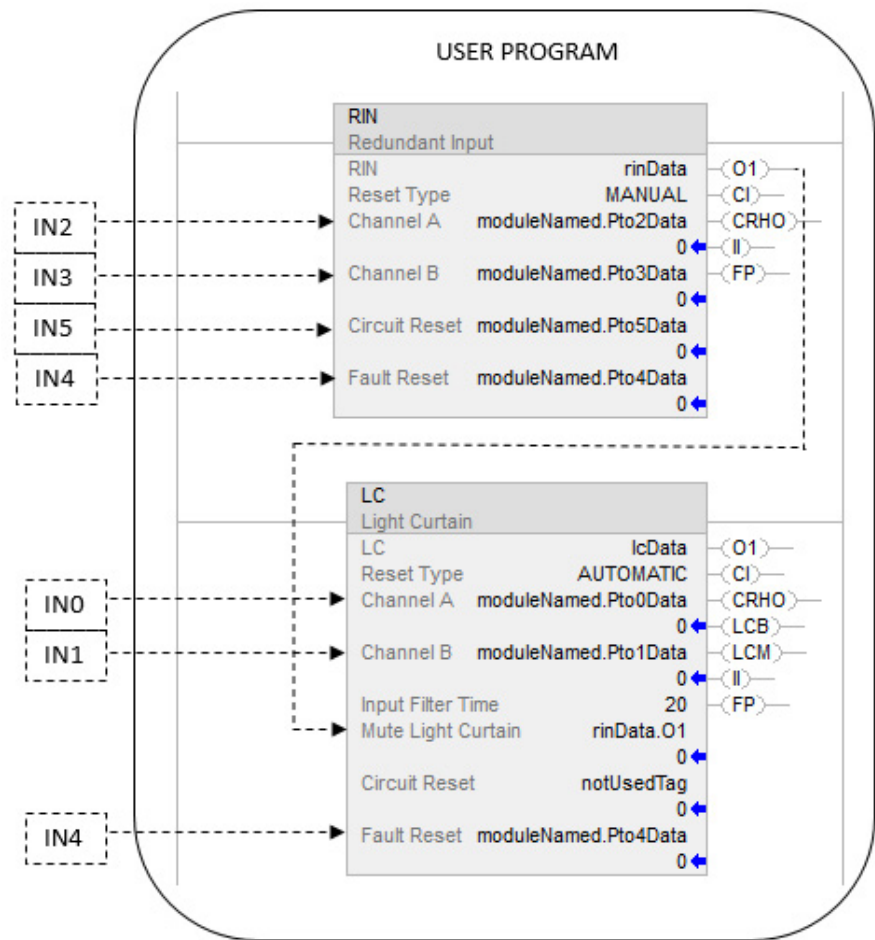 USER PROGRAM
RIN
Redundant Input
RIN rinData O1
Reset Type MANUAL CI
IN2 Channel A moduleNamed.Pto2Data CRHO
0 II
IN3 Channel B moduleNamed.Pto3Data FP
0
IN5 Circuit Reset moduleNamed.Pto5Data
0
IN4 Fault Reset moduleNamed.Pto4Data
0
LC
Light Curtain
LC lcData O1
Reset Type AUTOMATIC CI
IN0 Channel A moduleNamed.Pto0Data CRHO
0 LCB
IN1 Channel B moduleNamed.Pto1Data LCM
0 II
Input Filter Time 20 FP
Mute Light Curtain rinData.O1
0
Circuit Reset notUsedTag
0
IN4 Fault Reset moduleNamed.Pto4Data
0